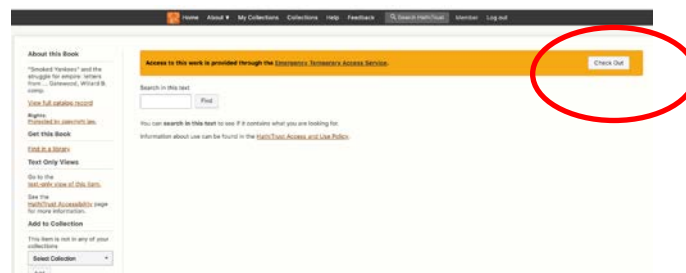 Home About ▾ My Collections Collections Help Feedback Search HathiTrust Member Log out
About this Book
"Smoked Yankees" and the
struggle for empire: letters
from ... Gatewood, Willard B.
comp.
View full catalog record
Rights:
Protected by copyright law.
Get this Book
Find in a library
Text Only Views
Go to the
text-only view of this item.
See the
HathiTrust Accessibility page
for more information.
Add to Collection
This item is not in any of your
collections
Select Collection
Add
Access to this work is provided through the Emergency Temporary Access Service.
Check Out
Search in this text
Find
You can search in this text to see if it contains what you are looking for.
Information about use can be found in the HathiTrust Access and Use Policy.